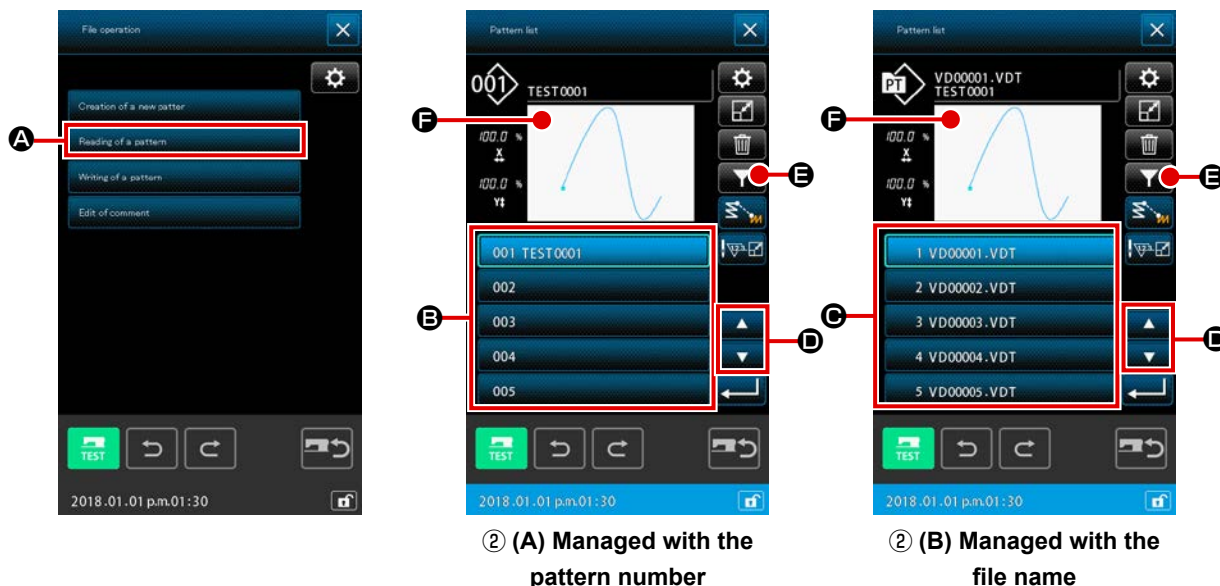 File operation
Creation of a new patter
Reading of a pattern
Writing of a pattern
Edit of comment
A
TEST
2018.01.01 p.m.01:30
Pattern list
001
TEST0001
F
100.0 %
X
100.0 %
Y
E
001 TEST0001
002
003
004
005
B
D
TEST
2018.01.01 p.m.01:30
② (A) Managed with the
pattern number
Pattern list
PT
VD00001.VDT
TEST0001
F
100.0 %
X
100.0 %
Y
E
1 VD00001.VDT
2 VD00002.VDT
3 VD00003.VDT
4 VD00004.VDT
5 VD00005.VDT
C
D
TEST
2018.01.01 p.m.01:30
② (B) Managed with the
file name